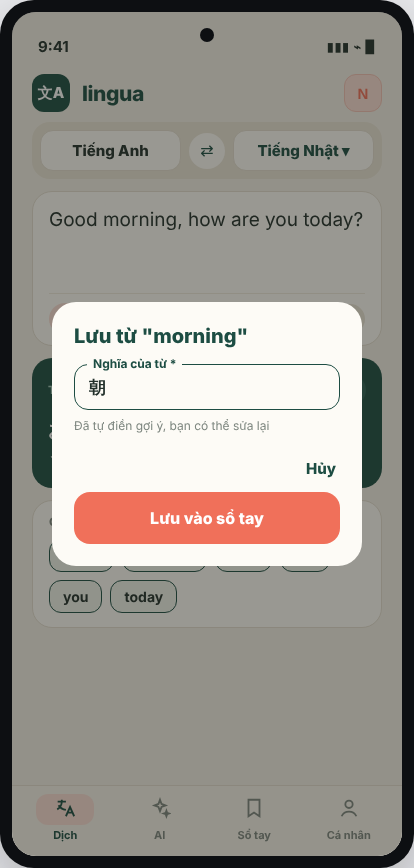 9:41
文A lingua N
Tiếng Anh ⇄ Tiếng Nhật ▾
Good morning, how are you today?
Lưu từ "morning"
Nghĩa của từ *
朝
Đã tự điền gợi ý, bạn có thể sửa lại
Hủy
Lưu vào sổ tay
you today
Dịch AI Sổ tay Cá nhân